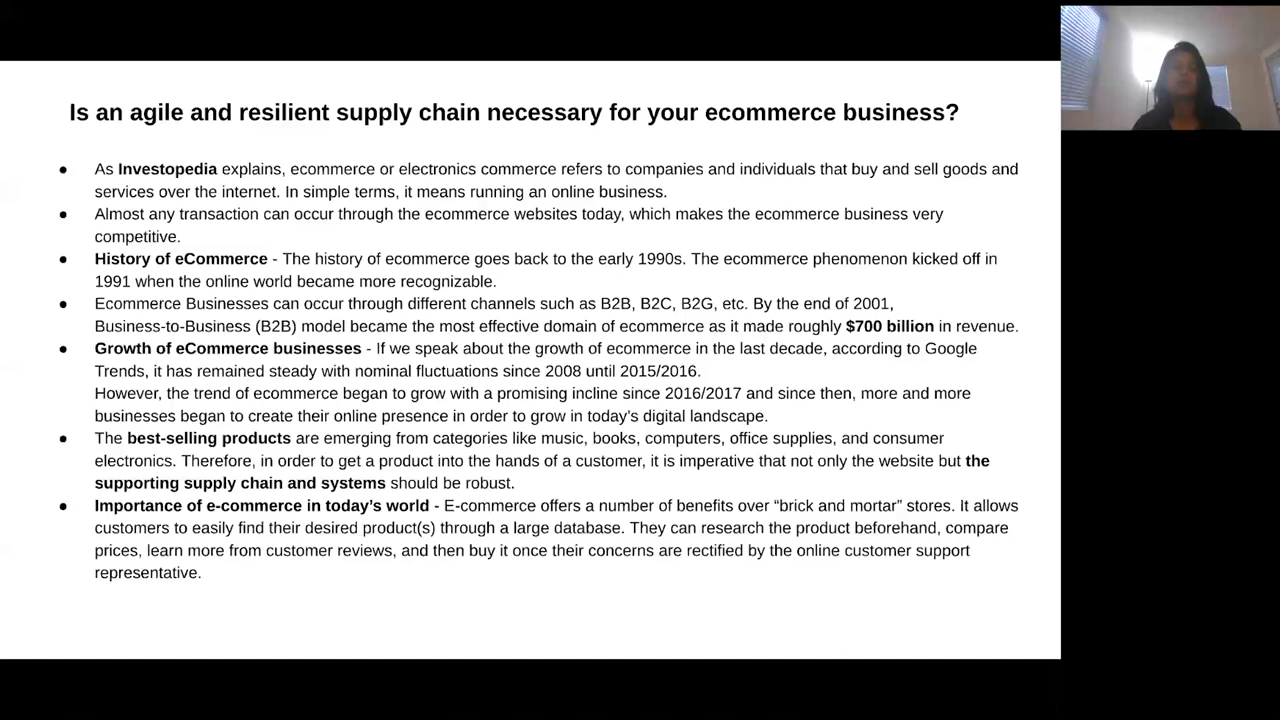 Is an agile and resilient supply chain necessary for your ecommerce business?
● As Investopedia explains, ecommerce or electronics commerce refers to companies and individuals that buy and sell goods and
services over the internet. In simple terms, it means running an online business.
● Almost any transaction can occur through the ecommerce websites today, which makes the ecommerce business very
competitive.
● History of eCommerce - The history of ecommerce goes back to the early 1990s. The ecommerce phenomenon kicked off in
1991 when the online world became more recognizable.
● Ecommerce Businesses can occur through different channels such as B2B, B2C, B2G, etc. By the end of 2001,
Business-to-Business (B2B) model became the most effective domain of ecommerce as it made roughly $700 billion in revenue.
● Growth of eCommerce businesses - If we speak about the growth of ecommerce in the last decade, according to Google
Trends, it has remained steady with nominal fluctuations since 2008 until 2015/2016.
However, the trend of ecommerce began to grow with a promising incline since 2016/2017 and since then, more and more
businesses began to create their online presence in order to grow in today's digital landscape.
● The best-selling products are emerging from categories like music, books, computers, office supplies, and consumer
electronics. Therefore, in order to get a product into the hands of a customer, it is imperative that not only the website but the
supporting supply chain and systems should be robust.
● Importance of e-commerce in today's world - E-commerce offers a number of benefits over “brick and mortar” stores. It allows
customers to easily find their desired product(s) through a large database. They can research the product beforehand, compare
prices, learn more from customer reviews, and then buy it once their concerns are rectified by the online customer support
representative.